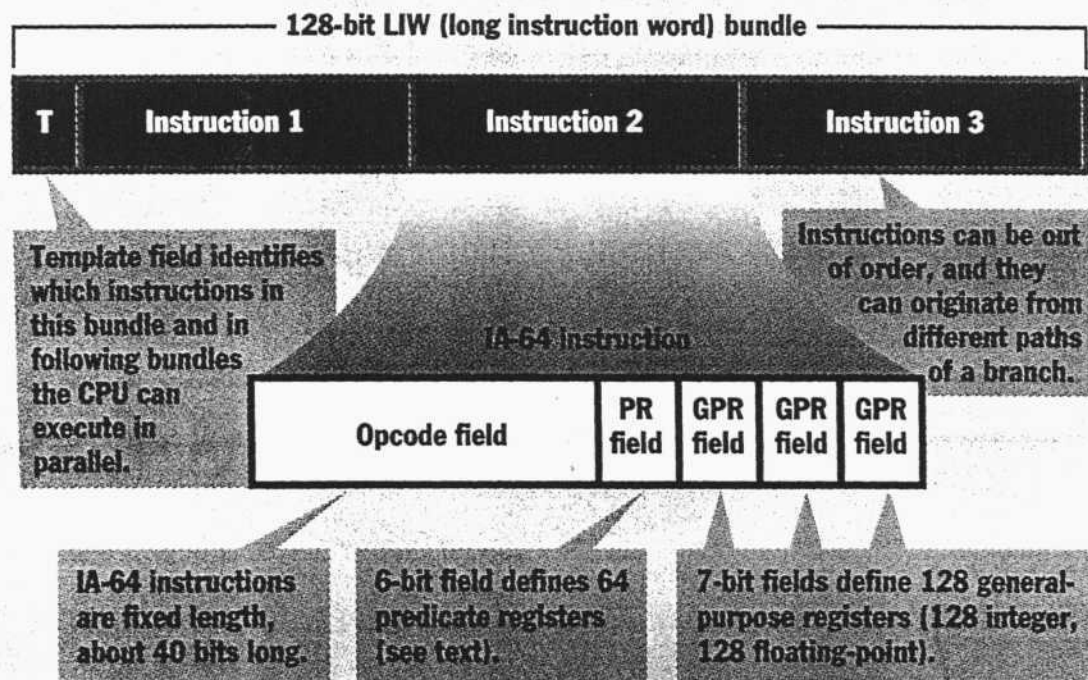 128-bit LIW (long instruction word) bundle
T
Instruction 1
Instruction 2
Instruction 3
Template field identifies
which instructions in
this bundle and in
following bundles
the CPU can
execute in
parallel.
Instructions can be out
of order, and they
can originate from
different paths
of a branch.
IA-64 instruction
Opcode field
PR
field
GPR
field
GPR
field
GPR
field
IA-64 instructions
are fixed length,
about 40 bits long.
6-bit field defines 64
predicate registers
(see text).
7-bit fields define 128 general-
purpose registers (128 integer,
128 floating-point).